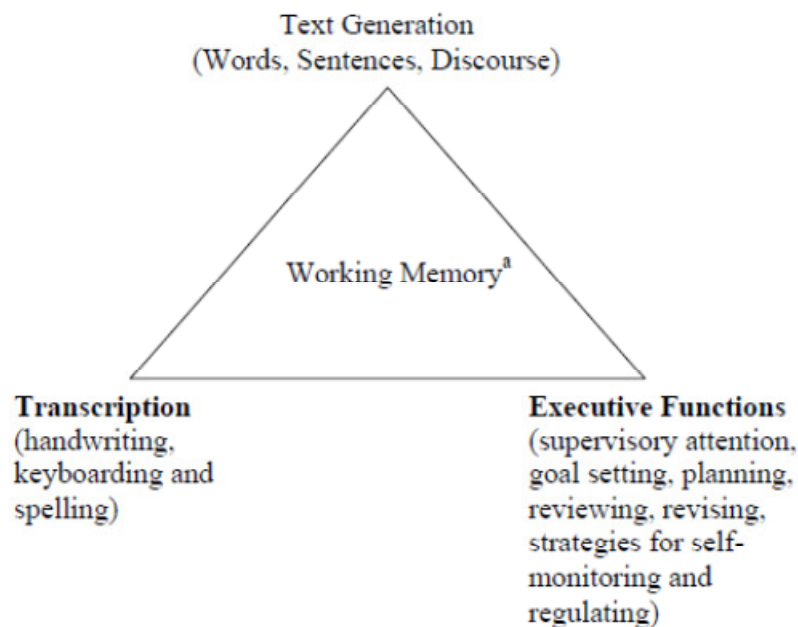 Text Generation
(Words, Sentences, Discourse)
Working Memoryᵃ
Transcription
(handwriting,
keyboarding and
spelling)
Executive Functions
(supervisory attention,
goal setting, planning,
reviewing, revising,
strategies for self-
monitoring and
regulating)